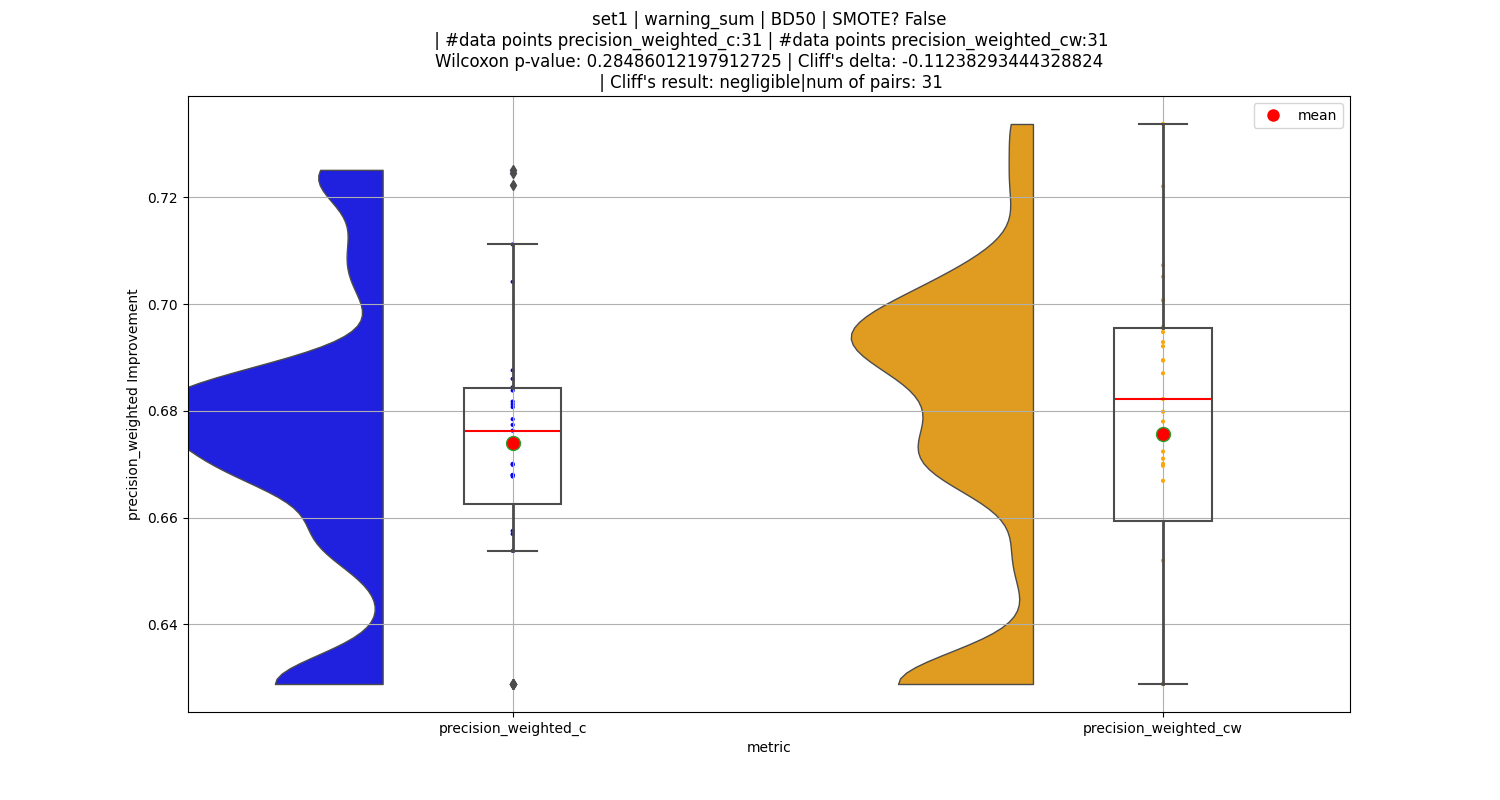 set1 | warning_sum | BD50 | SMOTE? False
| #data points precision_weighted_c:31 | #data points precision_weighted_cw:31
Wilcoxon p-value: 0.28486012197912725 | Cliff's delta: -0.11238293444328824
| Cliff's result: negligible|num of pairs: 31
mean
0.72
0.70
0.68
0.66
0.64
precision_weighted Improvement
precision_weighted_c
precision_weighted_cw
metric